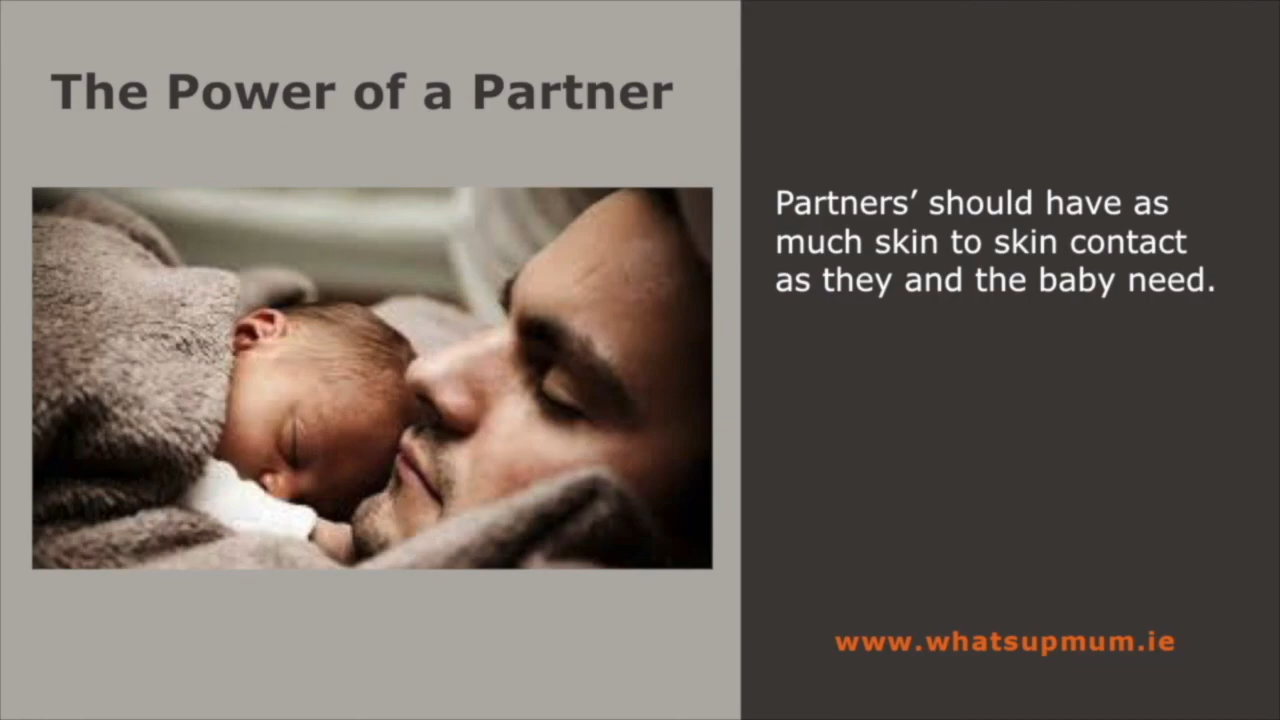 The Power of a Partner
Partners’ should have as
much skin to skin contact
as they and the baby need.
www.whatsupmum.ie